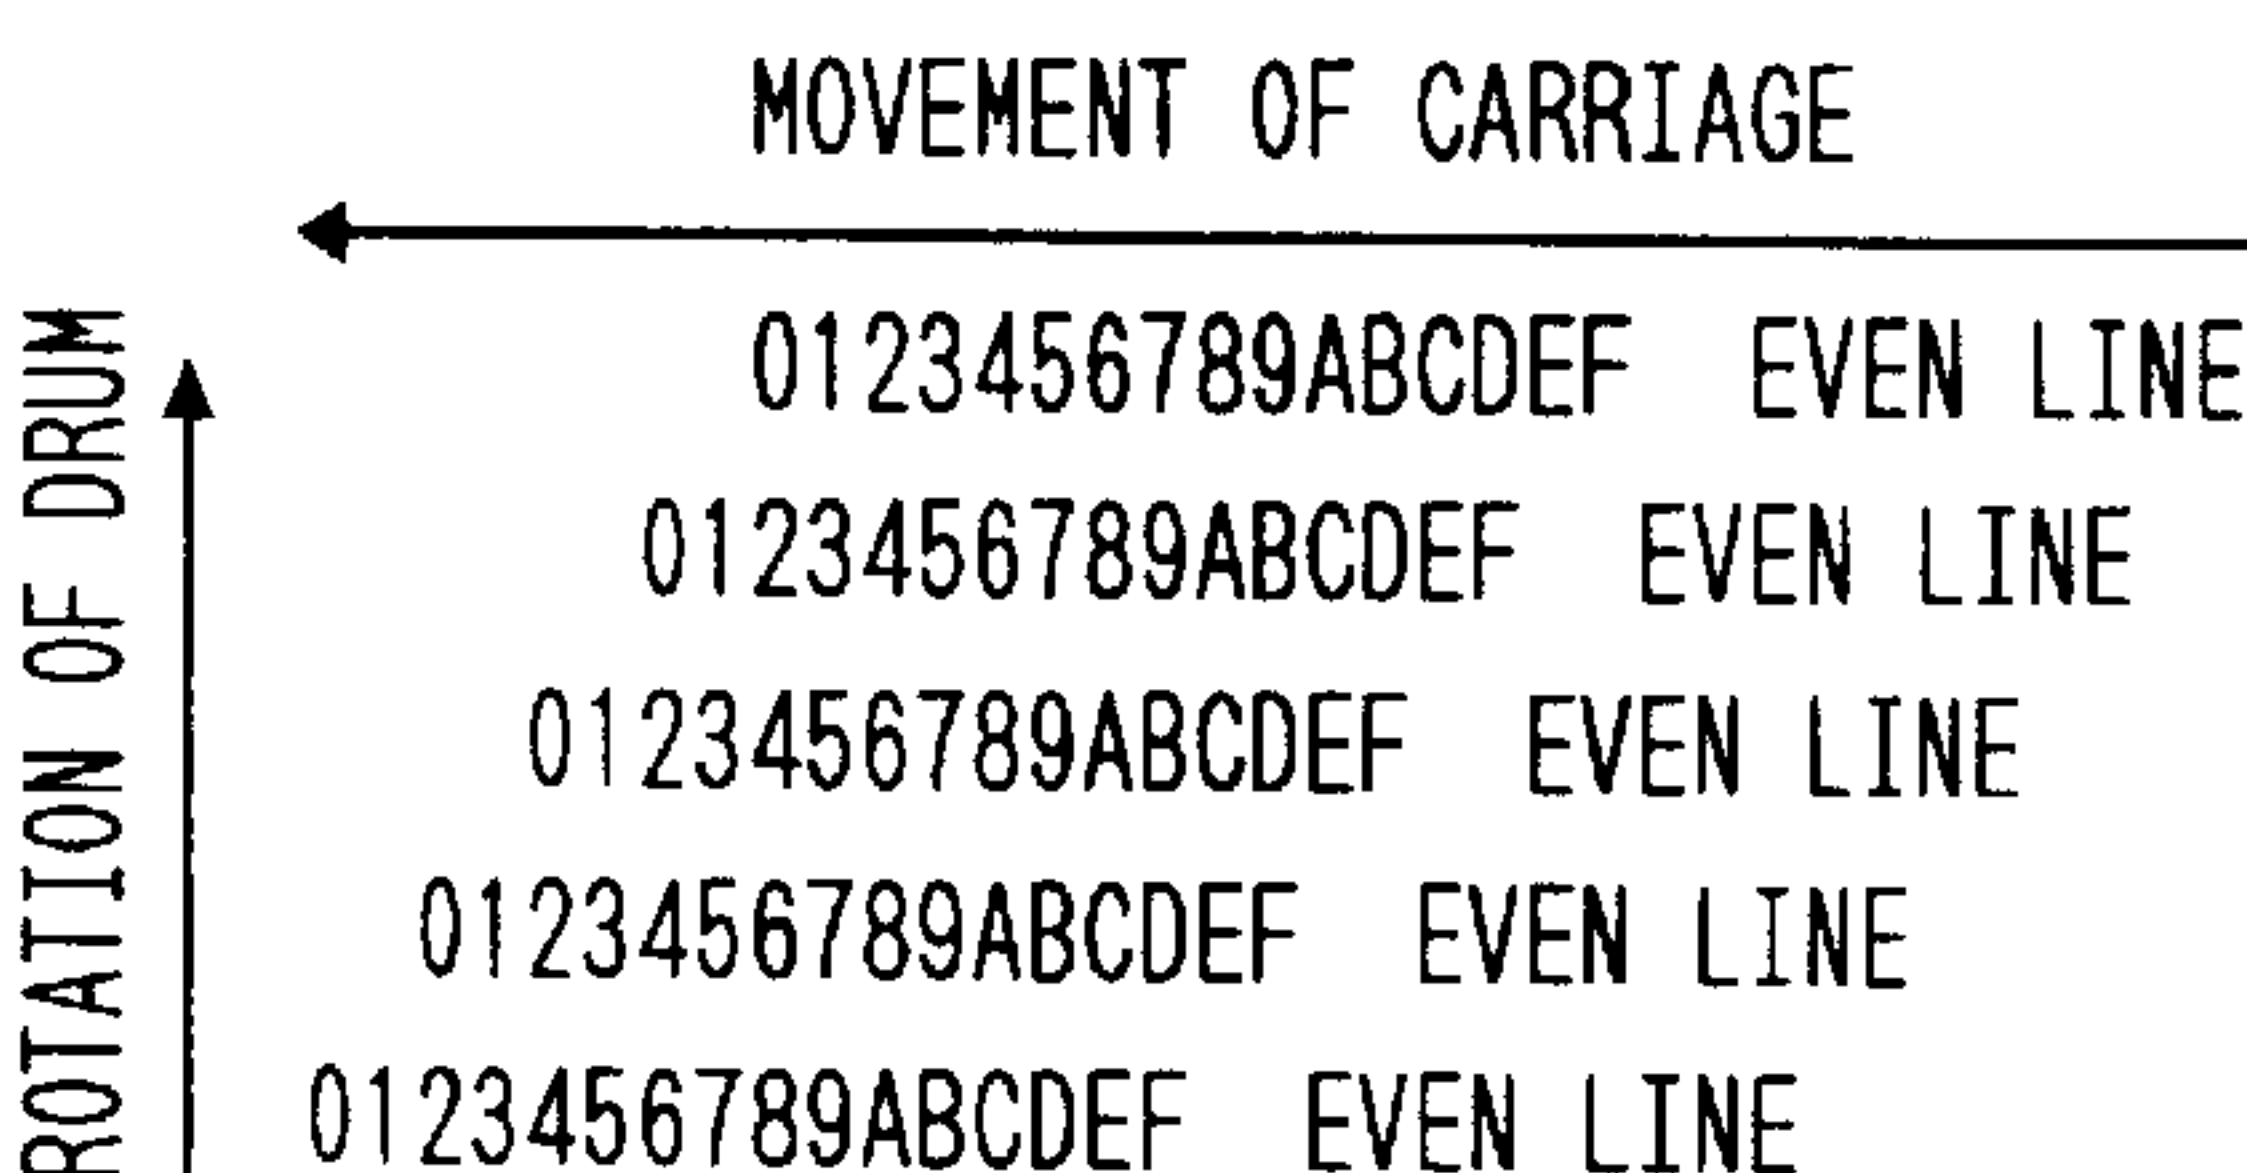 MOVEMENT OF CARRIAGE
ROTATION OF DRUM
0123456789ABCDEF EVEN LINE
0123456789ABCDEF EVEN LINE
0123456789ABCDEF EVEN LINE
0123456789ABCDEF EVEN LINE
0123456789ABCDEF EVEN LINE